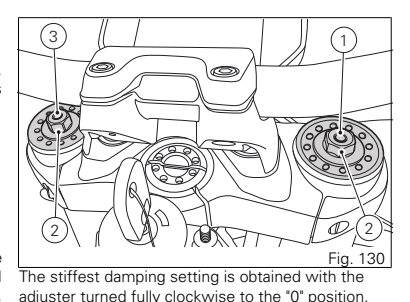 3
1
2
2
Fig. 130
The stiffest damping setting is obtained with the
adjuster turned fully clockwise to the "0" position.